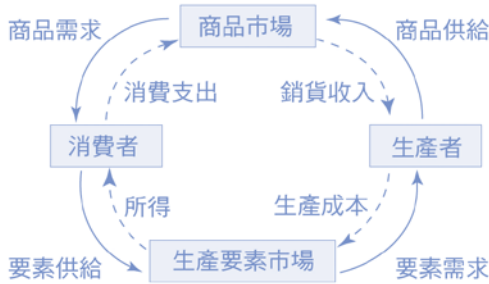 商品市場
商品需求
商品供給
消費支出
銷貨收入
消費者
生產者
所得
生產成本
生產要素市場
要素供給
要素需求